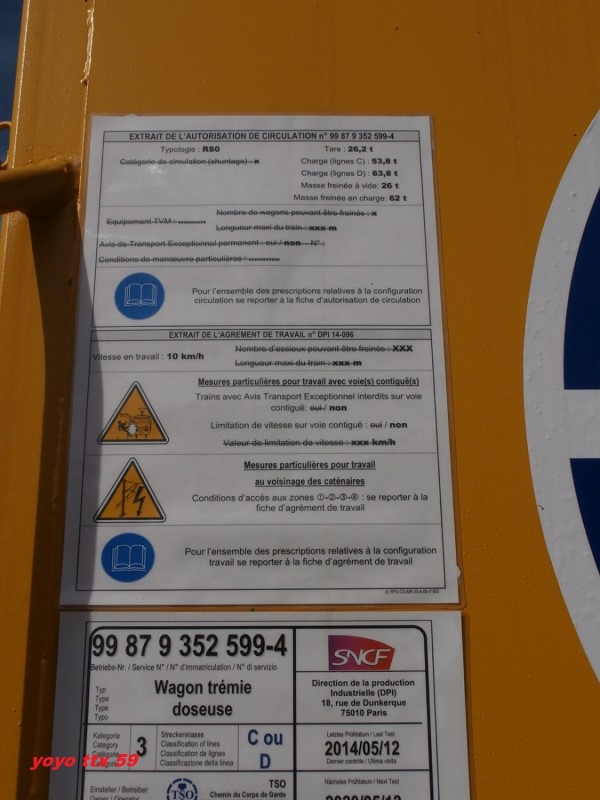 EXTRAIT DE L'AUTORISATION DE CIRCULATION n° 99 87 9 352 599-4
Typologie : RS0
Tare : 26,2 t
Catégorie de circulation (shuntage) : x
Charge (lignes C) : 53,8 t
Charge (lignes D) : 63,8 t
Masse freinée à vide: 26 t
Masse freinée en charge: 62 t
Nombre de wagons pouvant être freinés : x
Equipement TVM : ----------
Longueur maxi du train : xxx m
Avis de Transport Exceptionnel permanent : oui / non – N° :
Conditions de manœuvre particulières : -----------
Pour l'ensemble des prescriptions relatives à la configuration
circulation se reporter à la fiche d'autorisation de circulation
EXTRAIT DE L'AGREMENT DE TRAVAIL n° DPI 14-096
Vitesse en travail : 10 km/h
Nombre d'essieux pouvant être freinés : XXX
Longueur maxi du train : xxx m
Mesures particulières pour travail avec voie(s) contiguë(s)
Trains avec Avis Transport Exceptionnel interdits sur voie
contiguë: oui / non
Limitation de vitesse sur voie contiguë : oui / non
Valeur de limitation de vitesse : xxx km/h
Mesures particulières pour travail
au voisinage des caténaires
Conditions d'accès aux zones ①-②-③-④ : se reporter à la
fiche d'agrément de travail
Pour l'ensemble des prescriptions relatives à la configuration
travail se reporter à la fiche d'agrément de travail
99 87 9 352 599-4
Betriebs-Nr. / Service N° / N° d'immatriculation / N° di servizio
SNCF
Typ
Type
Type
Tipo
Wagon trémie
doseuse
Direction de la production
Industrielle (DPI)
18, rue de Dunkerque
75010 Paris
Kategorie
Category
Catégorie
3
Streckenklasse
Classification of lines
Classification de lignes
Classificazione della linea
C ou
D
Letztes Prüfdatum / Last Test
2014/05/12
Dernier contrôle / Ultima visita
yoyo ttx 59
Einsteller / Betreiber
Owner / Operator
TSO
TSO
Chemin du Corps de Garde
Nächstes Prüfdatum / Next Test
2020/05/12